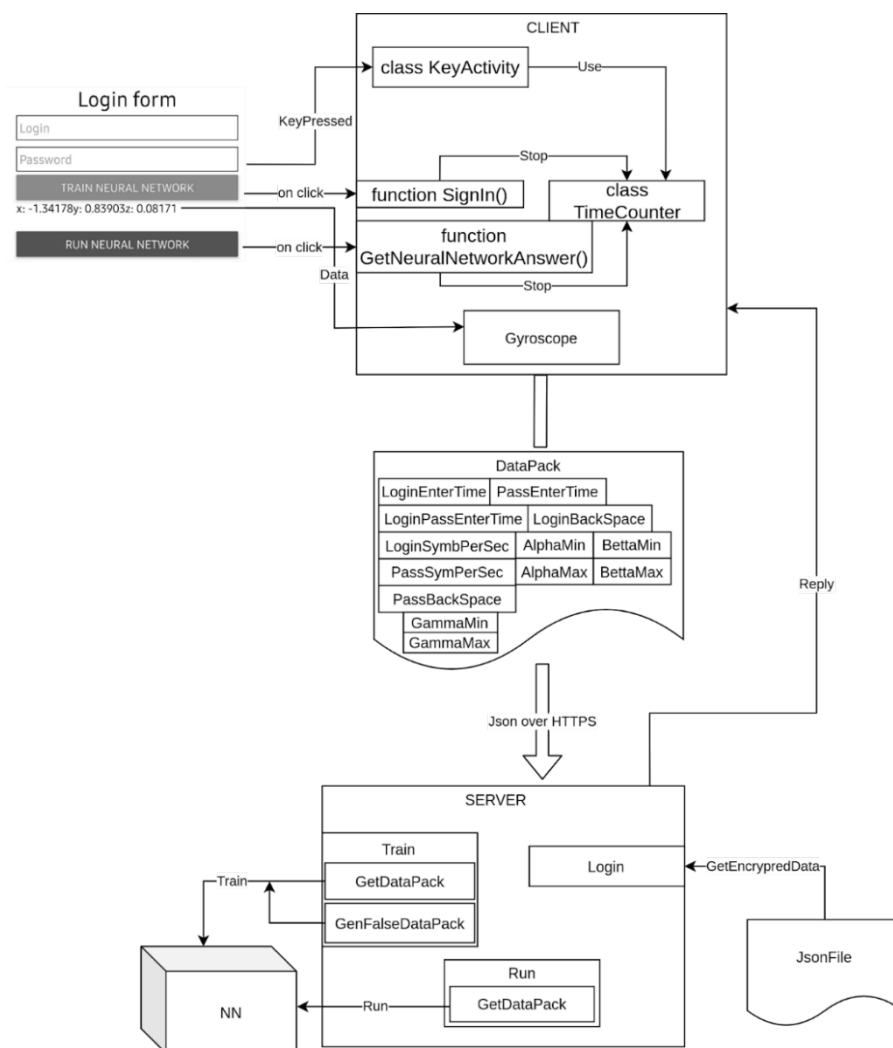 CLIENT
class KeyActivity
Use
Login form
Login
KeyPressed
Password
Stop
TRAIN NEURAL NETWORK
on click
function SignIn()
class
TimeCounter
x: -1.34178y: 0.83903z: 0.08171
function
GetNeuralNetworkAnswer()
RUN NEURAL NETWORK
on click
Data
Stop
Gyroscope
DataPack
LoginEnterTime
PassEnterTime
LoginPassEnterTime
LoginBackSpace
LoginSymbPerSec
AlphaMin
BettaMin
PassSymPerSec
AlphaMax
BettaMax
PassBackSpace
GammaMin
GammaMax
Reply
Json over HTTPS
SERVER
Train
GetDataPack
Train
GenFalseDataPack
Login
GetEncrypredData
JsonFile
Run
GetDataPack
Run
NN